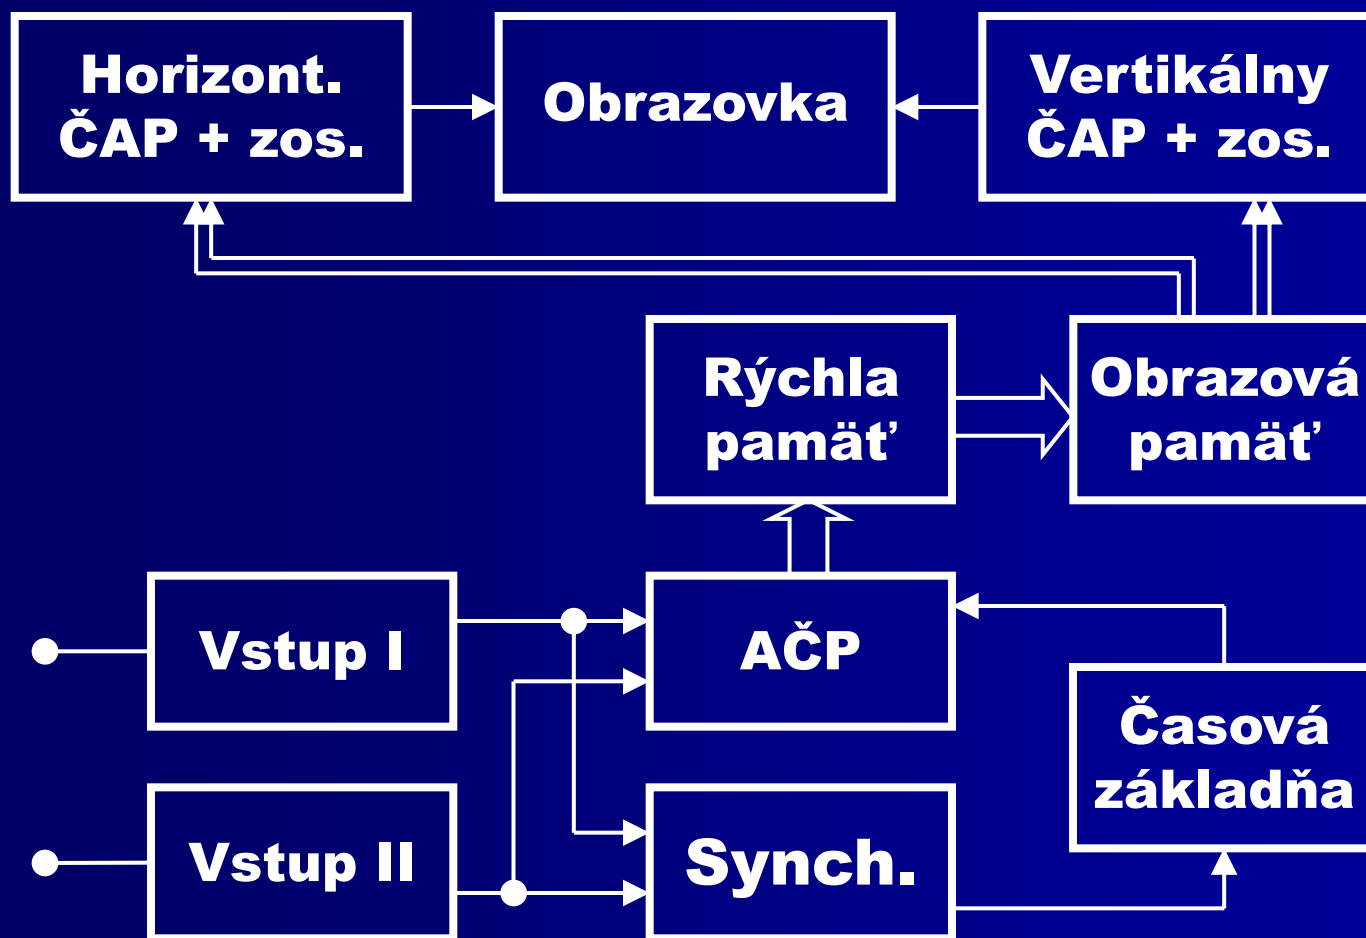 Horizont.
ČAP + zos.
Obrazovka
Vertikálny
ČAP + zos.
Rýchla
pamäť
Obrazová
pamäť
Vstup I
AČP
Časová
základňa
Vstup II
Synch.